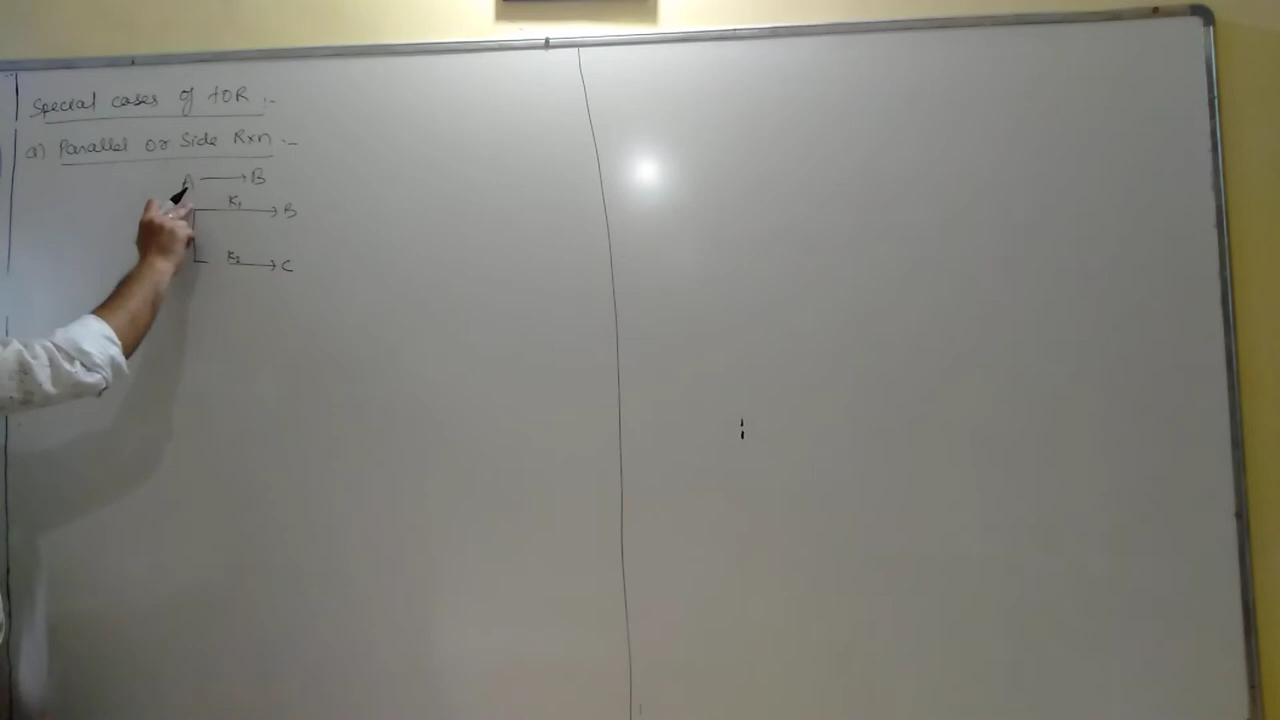 Special cases of fOR :-
a) Parallel or Side Rxn :-
A → B
K₁ → B
K₂ → C